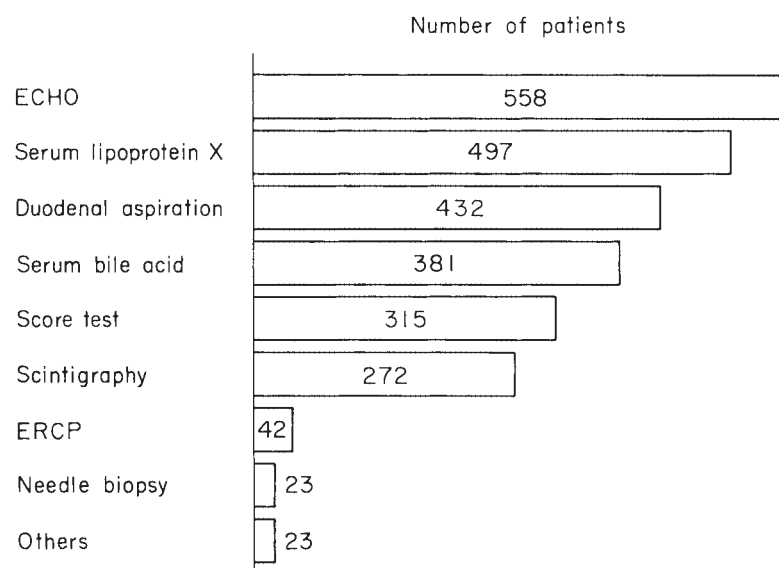 Number of patients
ECHO 558
Serum lipoprotein X 497
Duodenal aspiration 432
Serum bile acid 381
Score test 315
Scintigraphy 272
ERCP 42
Needle biopsy 23
Others 23